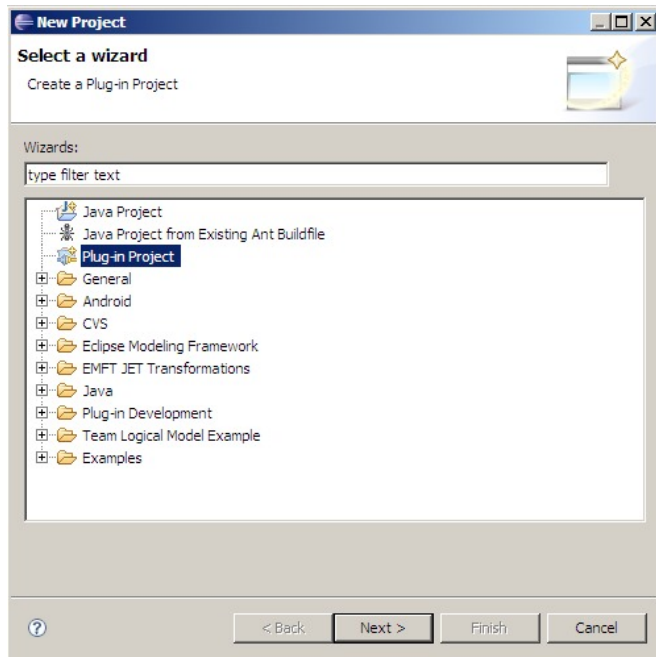 New Project
Select a wizard
Create a Plug-in Project
Wizards:
type filter text
Java Project
Java Project from Existing Ant Buildfile
Plug-in Project
General
Android
CVS
Eclipse Modeling Framework
EMFT JET Transformations
Java
Plug-in Development
Team Logical Model Example
Examples
< Back Next > Finish Cancel